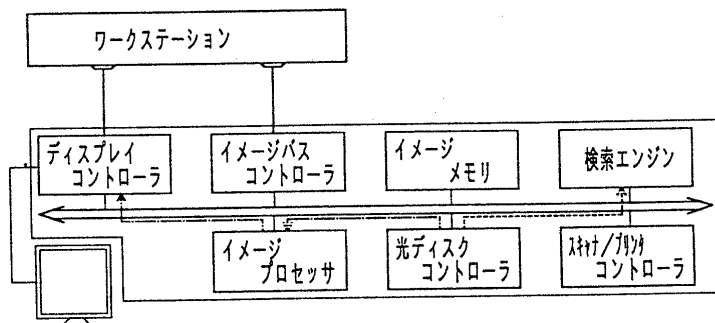 ワークステーション
ディスプレイ
コントローラ
イメージバス
コントローラ
イメージ
メモリ
検索エンジン
イメージ
プロセッサ
光ディスク
コントローラ
スキャナ/プリンタ
コントローラ